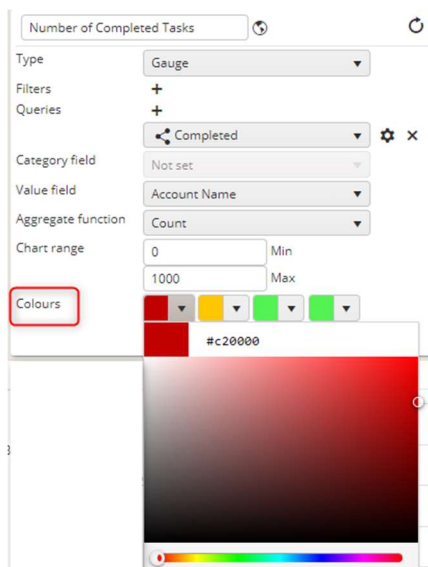 Number of Completed Tasks
Type Gauge
Filters +
Queries +
Completed
Category field Not set
Value field Account Name
Aggregate function Count
Chart range 0 Min
1000 Max
Colours
#c20000